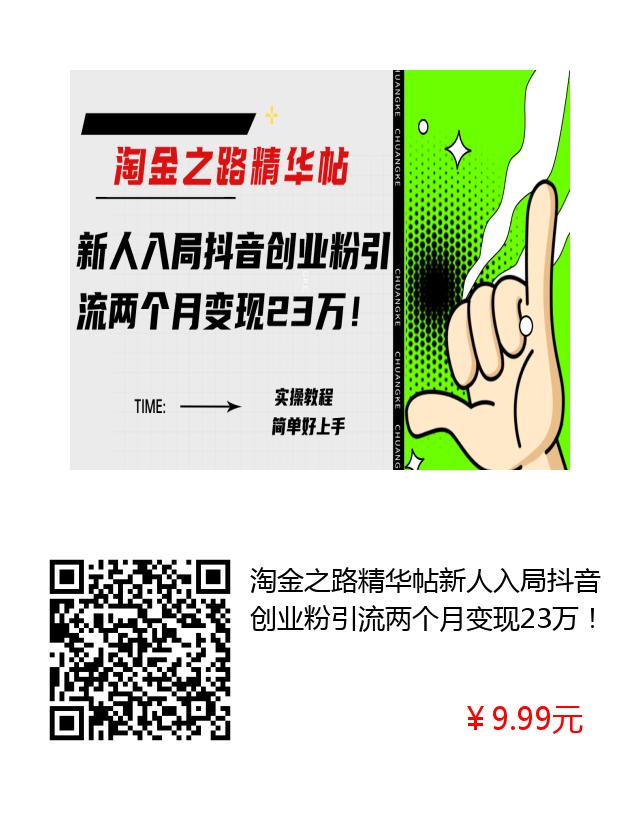 淘金之路精华帖
新人入局抖音创业粉引
流两个月变现23万!
TIME:
实操教程
简单好上手
CHUANGKE
CHUANGKE
CHUANGKE
CHUANGKE
淘金之路精华帖新人入局抖音
创业粉引流两个月变现23万！
￥9.99元